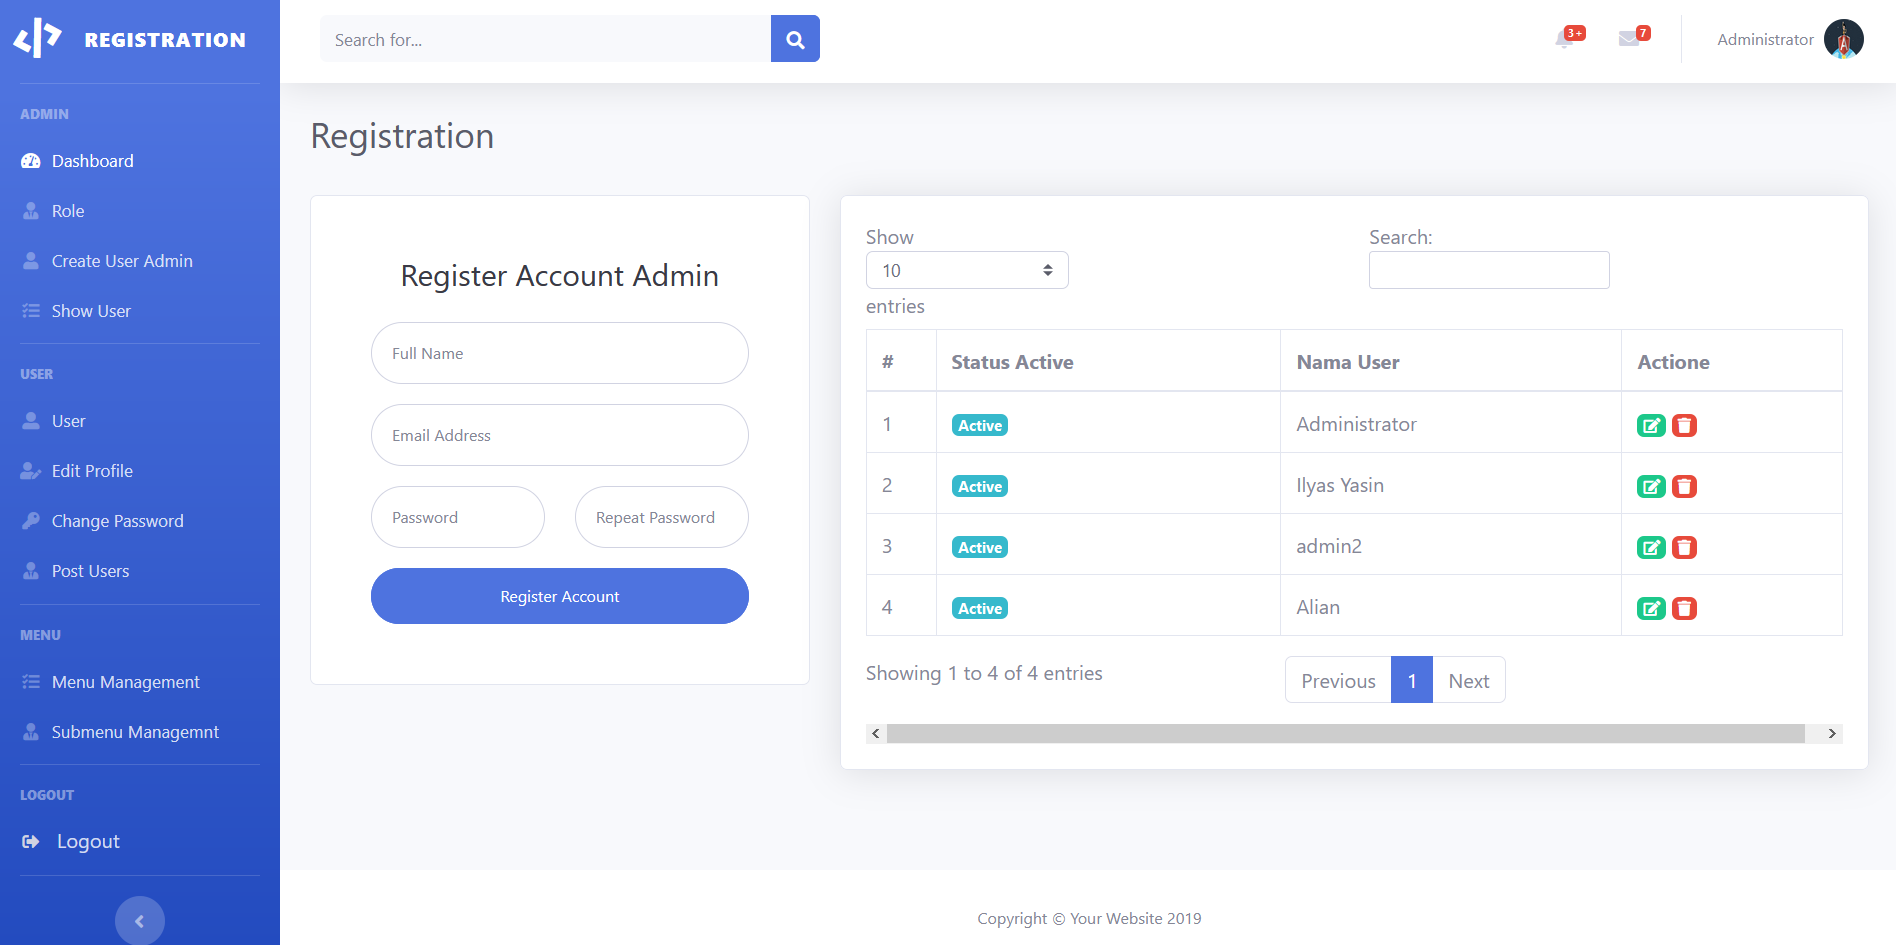 REGISTRATION
ADMIN
Dashboard
Role
Create User Admin
Show User
USER
User
Edit Profile
Change Password
Post Users
MENU
Menu Management
Submenu Managemnt
LOGOUT
Logout
Search for...
3+
7
Administrator
Registration
Register Account Admin
Full Name
Email Address
Password Repeat Password
Register Account
Show
10
entries
Search:
# Status Active Nama User Actione
1 Active Administrator
2 Active Ilyas Yasin
3 Active admin2
4 Active Alian
Showing 1 to 4 of 4 entries
Previous 1 Next
Copyright © Your Website 2019